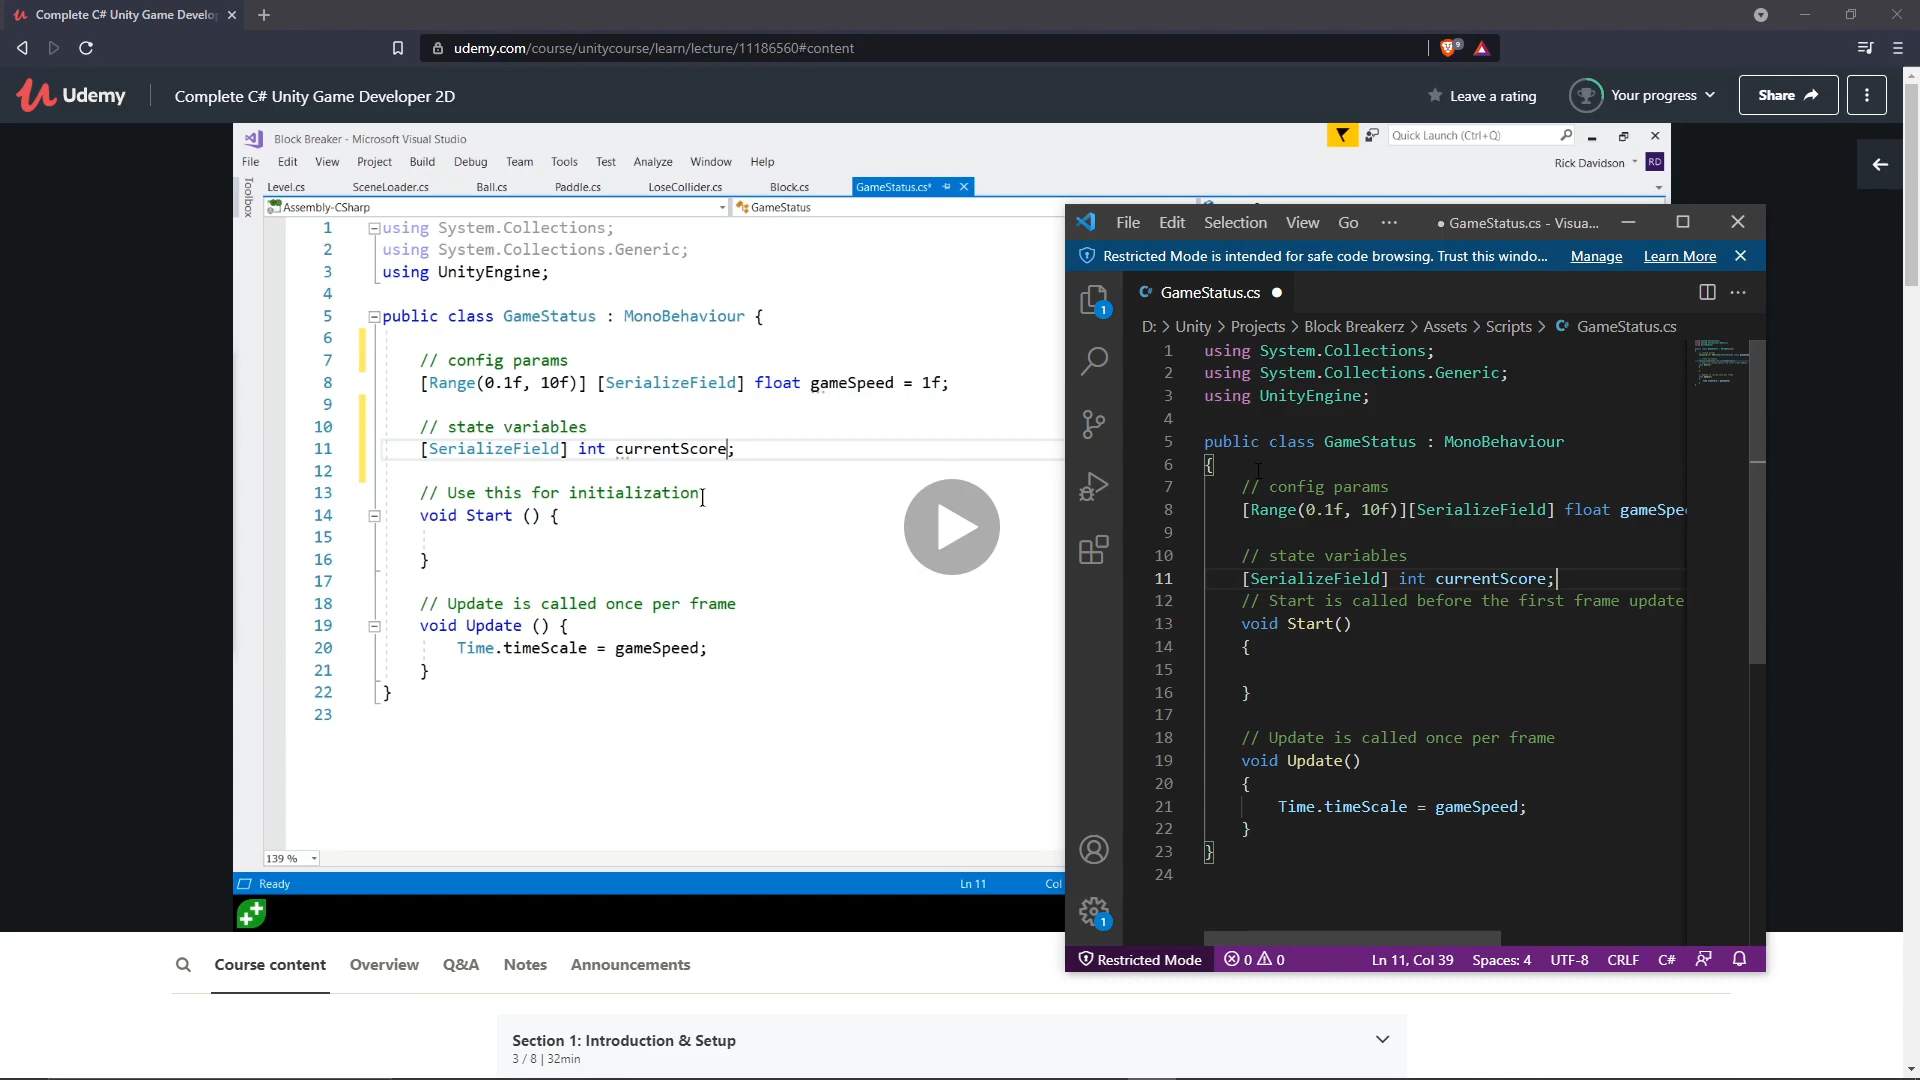 Complete C# Unity Game Develop
udemy.com/course/unitycourse/learn/lecture/11186560#content
9
Udemy
Complete C# Unity Game Developer 2D
Leave a rating
Your progress
Share
Block Breaker - Microsoft Visual Studio
Quick Launch (Ctrl+Q)
File Edit View Project Build Debug Team Tools Test Analyze Window Help
Rick Davidson RD
Toolbox
Level.cs SceneLoader.cs Ball.cs Paddle.cs LoseCollider.cs Block.cs GameStatus.cs*
Assembly-CSharp GameStatus
1 using System.Collections;
2 using System.Collections.Generic;
3 using UnityEngine;
4
5 public class GameStatus : MonoBehaviour {
6
7 // config params
8 [Range(0.1f, 10f)] [SerializeField] float gameSpeed = 1f;
9
10 // state variables
11 [SerializeField] int currentScore;
12
13 // Use this for initialization
14 void Start () {
15
16 }
17
18 // Update is called once per frame
19 void Update () {
20 Time.timeScale = gameSpeed;
21 }
22 }
23
139 %
Ready Ln 11 Col
File Edit Selection View Go ··· ● GameStatus.cs - Visua...
Restricted Mode is intended for safe code browsing. Trust this windo... Manage Learn More
1
GameStatus.cs
D: > Unity > Projects > Block Breakerz > Assets > Scripts > GameStatus.cs
1 using System.Collections;
2 using System.Collections.Generic;
3 using UnityEngine;
4
5 public class GameStatus : MonoBehaviour
6 {
7 // config params
8 [Range(0.1f, 10f)][SerializeField] float gameSpe
9
10 // state variables
11 [SerializeField] int currentScore;
12 // Start is called before the first frame update
13 void Start()
14 {
15
16 }
17
18 // Update is called once per frame
19 void Update()
20 {
21 Time.timeScale = gameSpeed;
22 }
23 }
24
1
Restricted Mode 0 0 Ln 11, Col 39 Spaces: 4 UTF-8 CRLF C#
Course content Overview Q&A Notes Announcements
Section 1: Introduction & Setup
3 / 8 | 32min